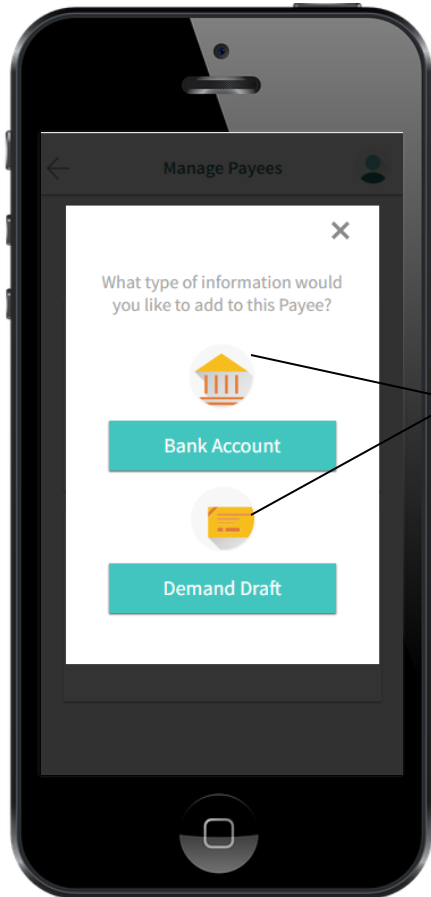 Manage Payees
What type of information would
you like to add to this Payee?
Bank Account
Demand Draft